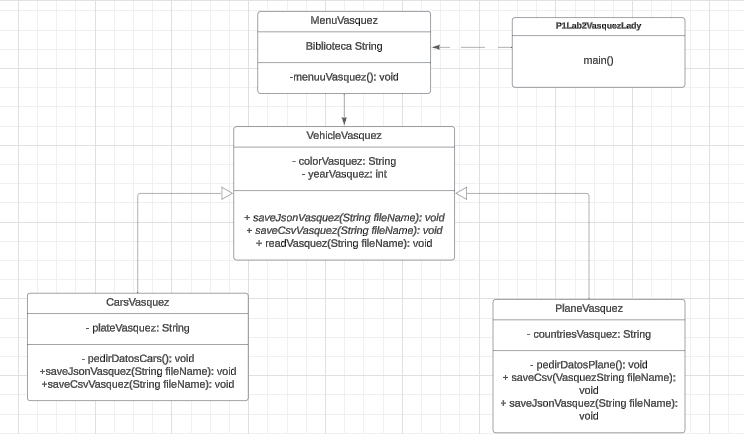 MenuVasquez
Biblioteca String
-menuuVasquez(): void
P1Lab2VasquezLady
main()
VehicleVasquez
- colorVasquez: String
- yearVasquez: int
+ saveJsonVasquez(String fileName): void
+ saveCsvVasquez(String fileName): void
+ readVasquez(String fileName): void
CarsVasquez
- plateVasquez: String
- pedirDatosCars(): void
+saveJsonVasquez(String fileName): void
+saveCsvVasquez(String fileName): void
PlaneVasquez
- countriesVasquez: String
- pedirDatosPlane(): void
+ saveCsv(VasquezString fileName):
void
+ saveJsonVasquez(String fileName):
void